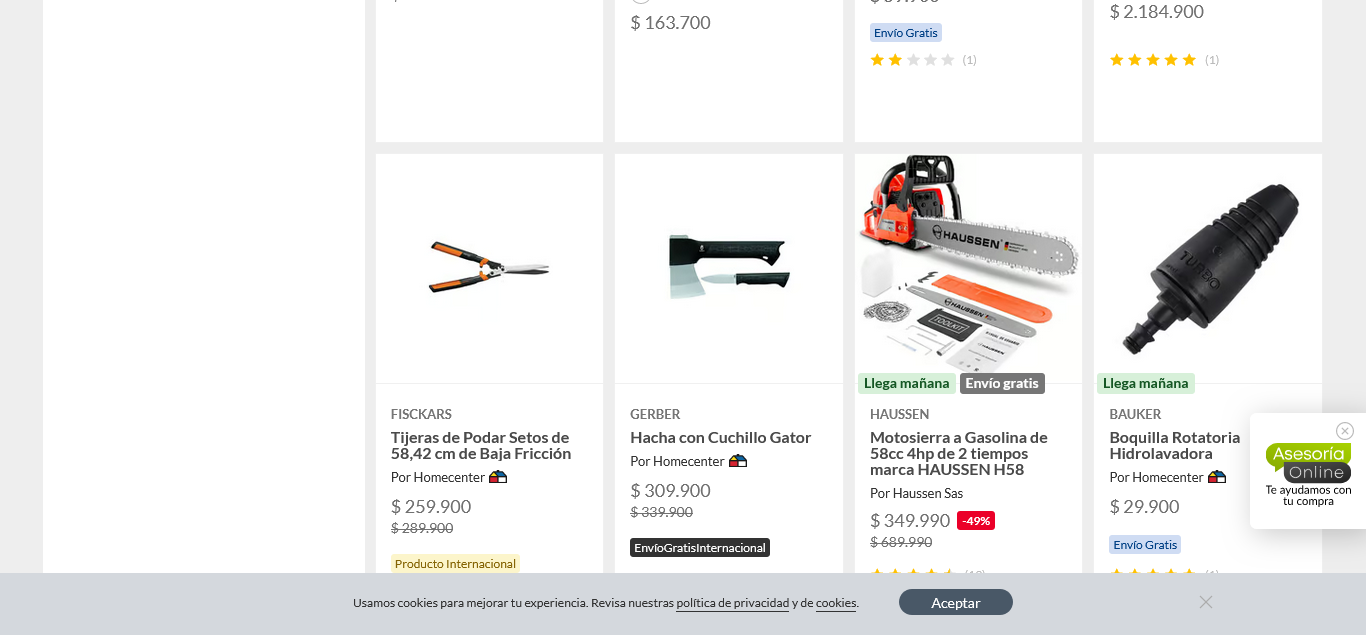 $ 163.700
Envío Gratis
(1)
$ 2.184.900
(1)
HAUSSEN
TOOLKIT
HAUSSEN
TURBO
Llega mañana
Envío gratis
Llega mañana
FISCKARS
Tijeras de Podar Setos de
58,42 cm de Baja Fricción
Por Homecenter
$ 259.900
$ 289.900
Producto Internacional
GERBER
Hacha con Cuchillo Gator
Por Homecenter
$ 309.900
$ 339.900
EnvíoGratisInternacional
HAUSSEN
Motosierra a Gasolina de
58cc 4hp de 2 tiempos
marca HAUSSEN H58
Por Haussen Sas
$ 349.990 -49%
$ 689.990
BAUKER
Boquilla Rotatoria
Hidrolavadora
Por Homecenter
$ 29.900
Envío Gratis
Asesoría
Online
Te ayudamos con
tu compra
Usamos cookies para mejorar tu experiencia. Revisa nuestras política de privacidad y de cookies.
Aceptar